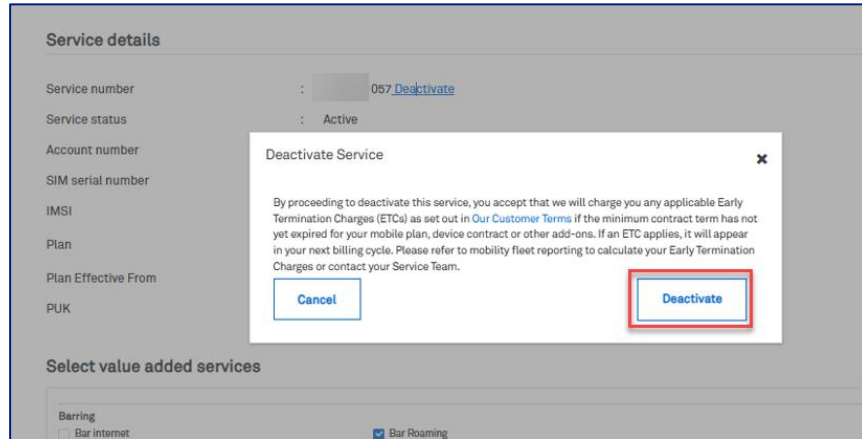 Service details
Service number : 057 Deactivate
Service status : Active
Account number
SIM serial number
IMSI
Plan
Plan Effective From
PUK
Deactivate Service
By proceeding to deactivate this service, you accept that we will charge you any applicable Early
Termination Charges (ETCs) as set out in Our Customer Terms if the minimum contract term has not
yet expired for your mobile plan, device contract or other add-ons. If an ETC applies, it will appear
in your next billing cycle. Please refer to mobility fleet reporting to calculate your Early Termination
Charges or contact your Service Team.
Cancel Deactivate
Select value added services
Barring
Bar internet Bar Roaming